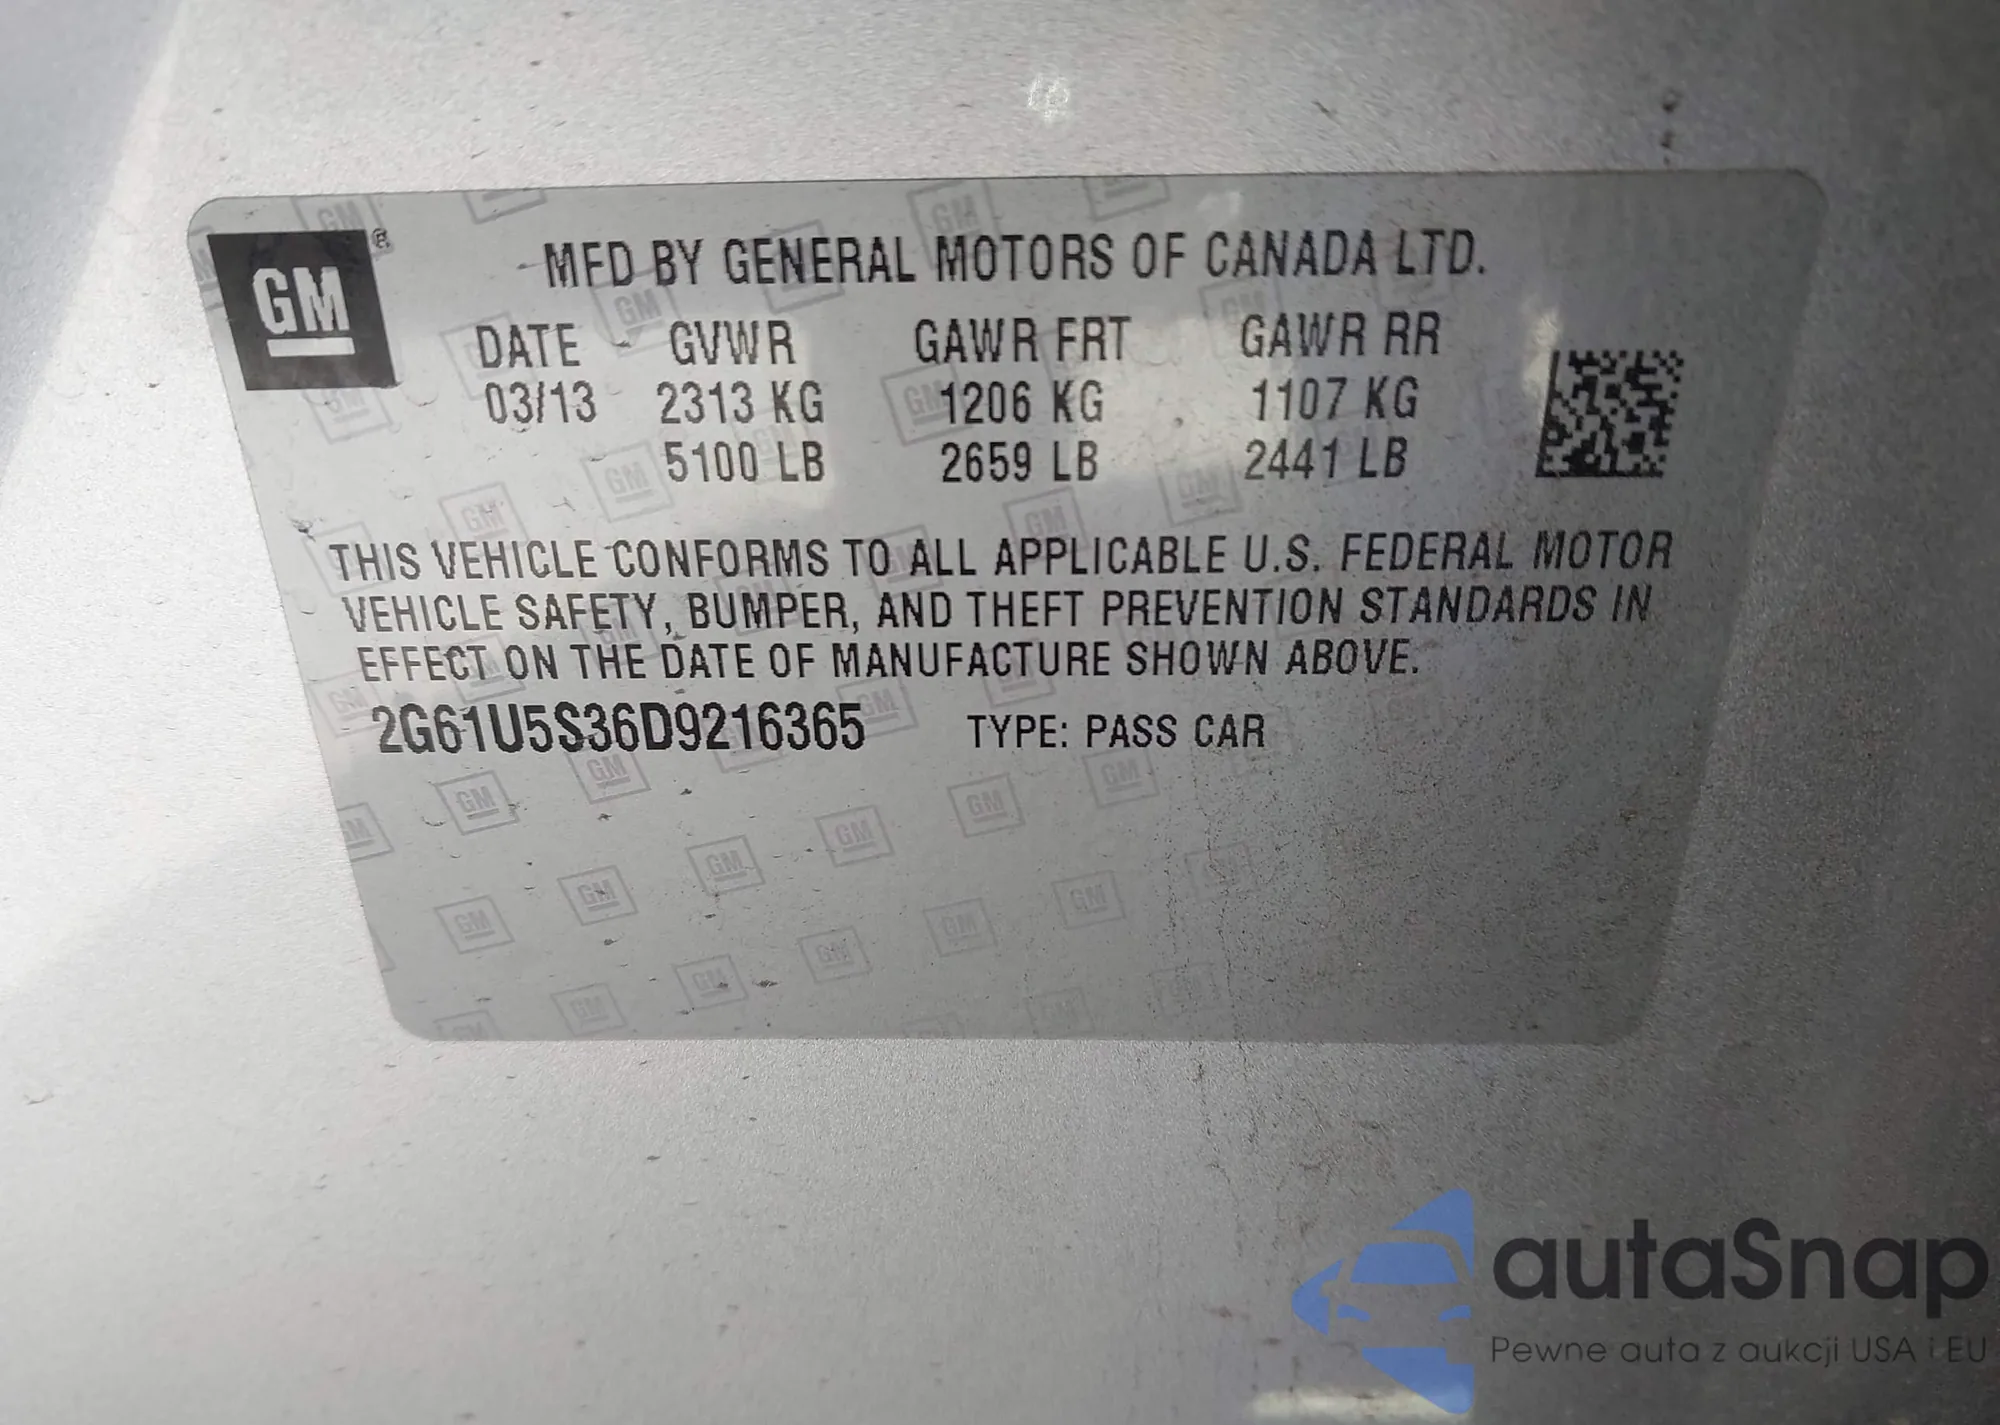 GM ®
MFD BY GENERAL MOTORS OF CANADA LTD.
DATE GVWR GAWR FRT GAWR RR
03/13 2313 KG 1206 KG 1107 KG
5100 LB 2659 LB 2441 LB
THIS VEHICLE CONFORMS TO ALL APPLICABLE U.S. FEDERAL MOTOR
VEHICLE SAFETY, BUMPER, AND THEFT PREVENTION STANDARDS IN
EFFECT ON THE DATE OF MANUFACTURE SHOWN ABOVE.
2G61U5S36D9216365 TYPE: PASS CAR
autaSnap
Pewne auta z aukcji USA i EU